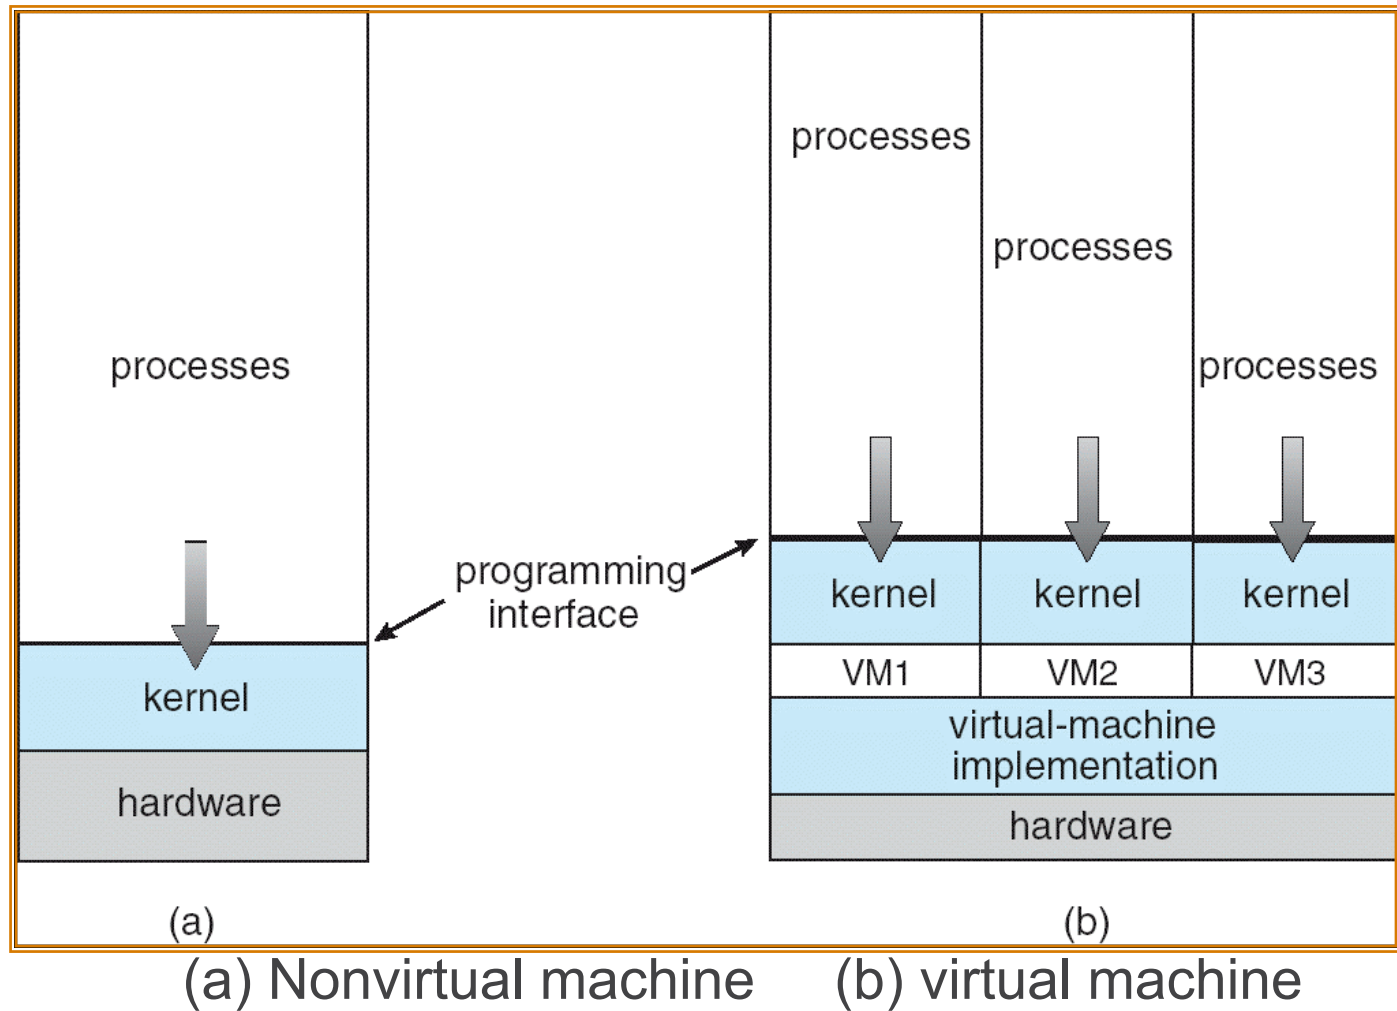 processes
processes
processes
processes
programming
interface
kernel
kernel
kernel
kernel
VM1
VM2
VM3
virtual-machine
implementation
hardware
hardware
(a)
(b)
(a) Nonvirtual machine (b) virtual machine